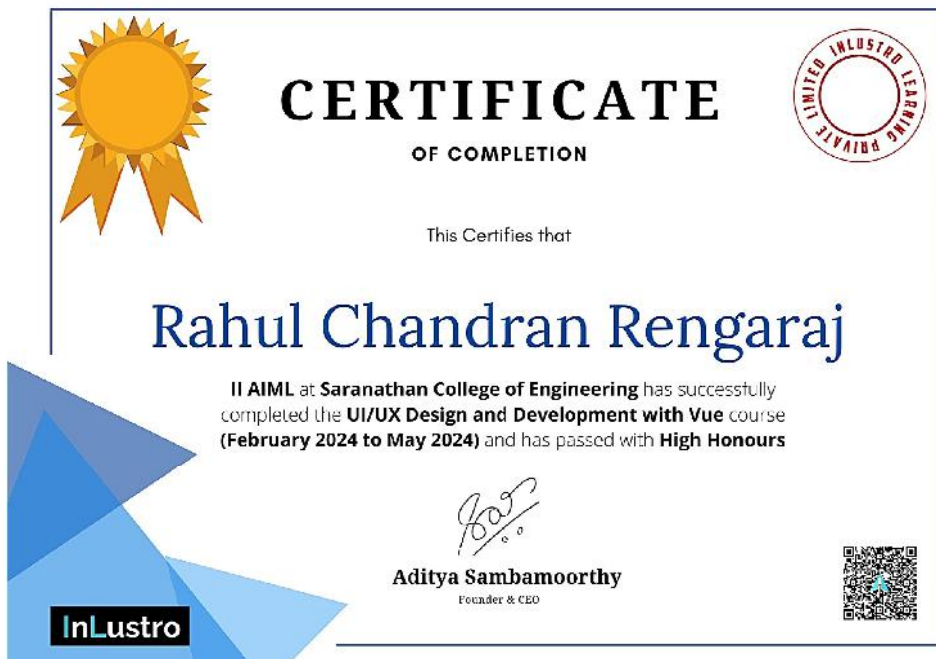 CERTIFICATE
INLUSTRO LEARNING PRIVATE LIMITED
OF COMPLETION
This Certifies that
Rahul Chandran Rengaraj
II AIML at Saranathan College of Engineering has successfully
completed the UI/UX Design and Development with Vue course
(February 2024 to May 2024) and has passed with High Honours
Aditya Sambamoorthy
Founder & CEO
InLustro